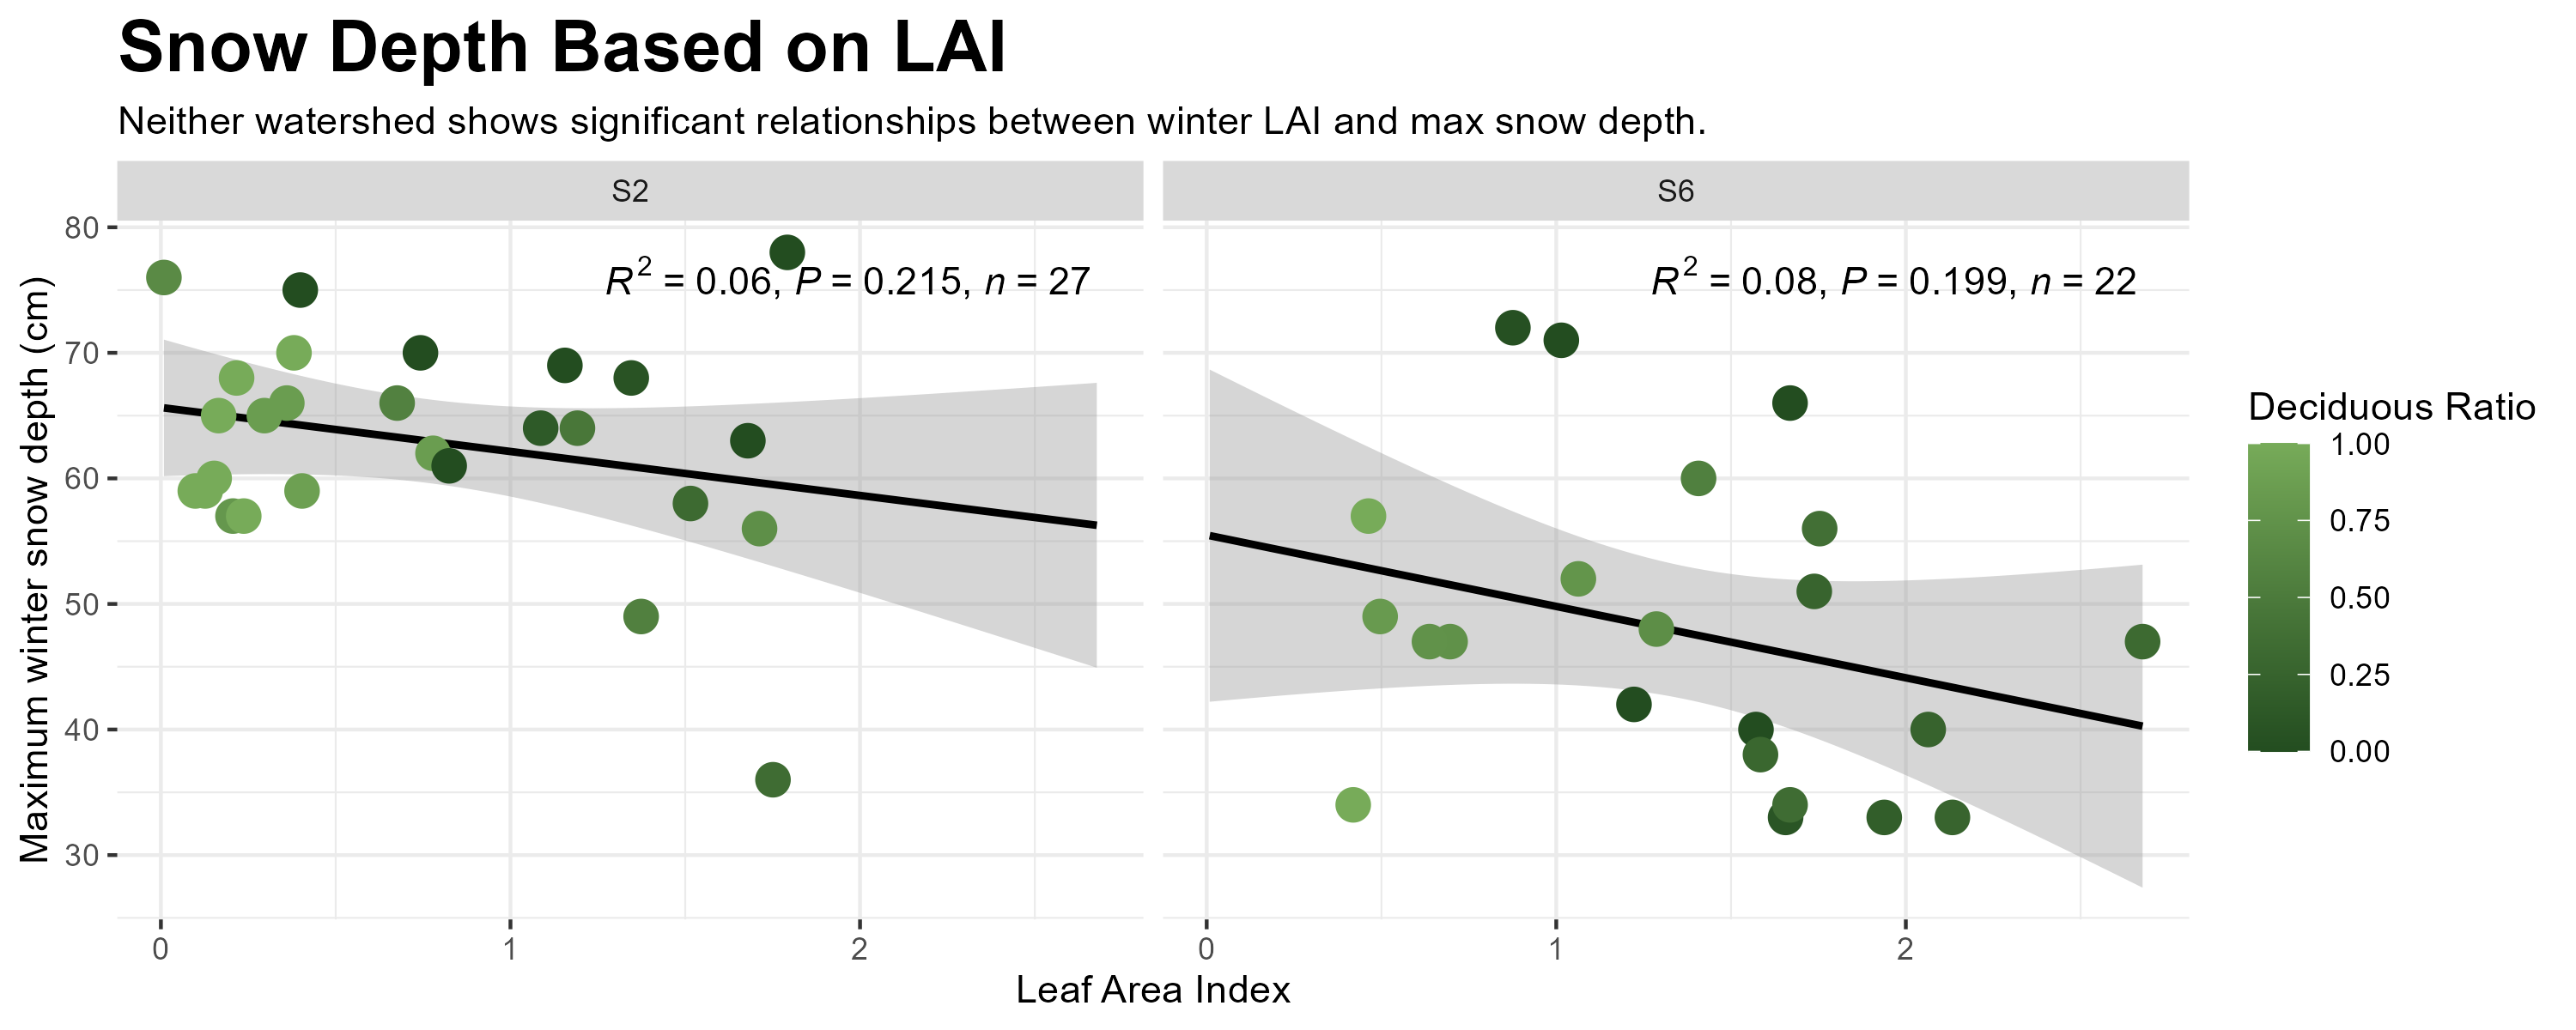 Snow Depth Based on LAI
Neither watershed shows significant relationships between winter LAI and max snow depth.
S2
S6
R² = 0.06, P = 0.215, n = 27
R² = 0.08, P = 0.199, n = 22
Maximum winter snow depth (cm)
80
70
60
50
40
30
0
1
2
0
1
2
Leaf Area Index
Deciduous Ratio
1.00
0.75
0.50
0.25
0.00